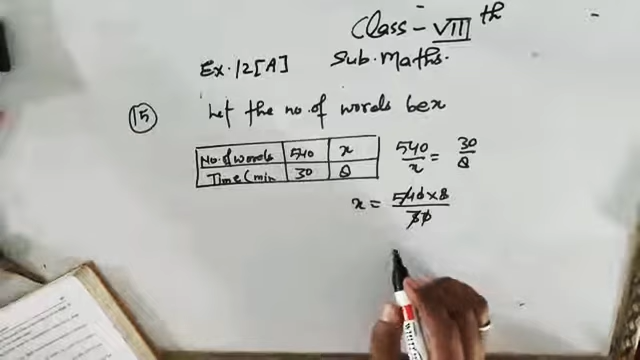 Class - VIII th
Ex. 12[A] Sub. Maths.
15 Let the no. of words be x
No. of words 540 x
Time (min 30 8
540/x = 30/8
x = 540 × 8 / 30